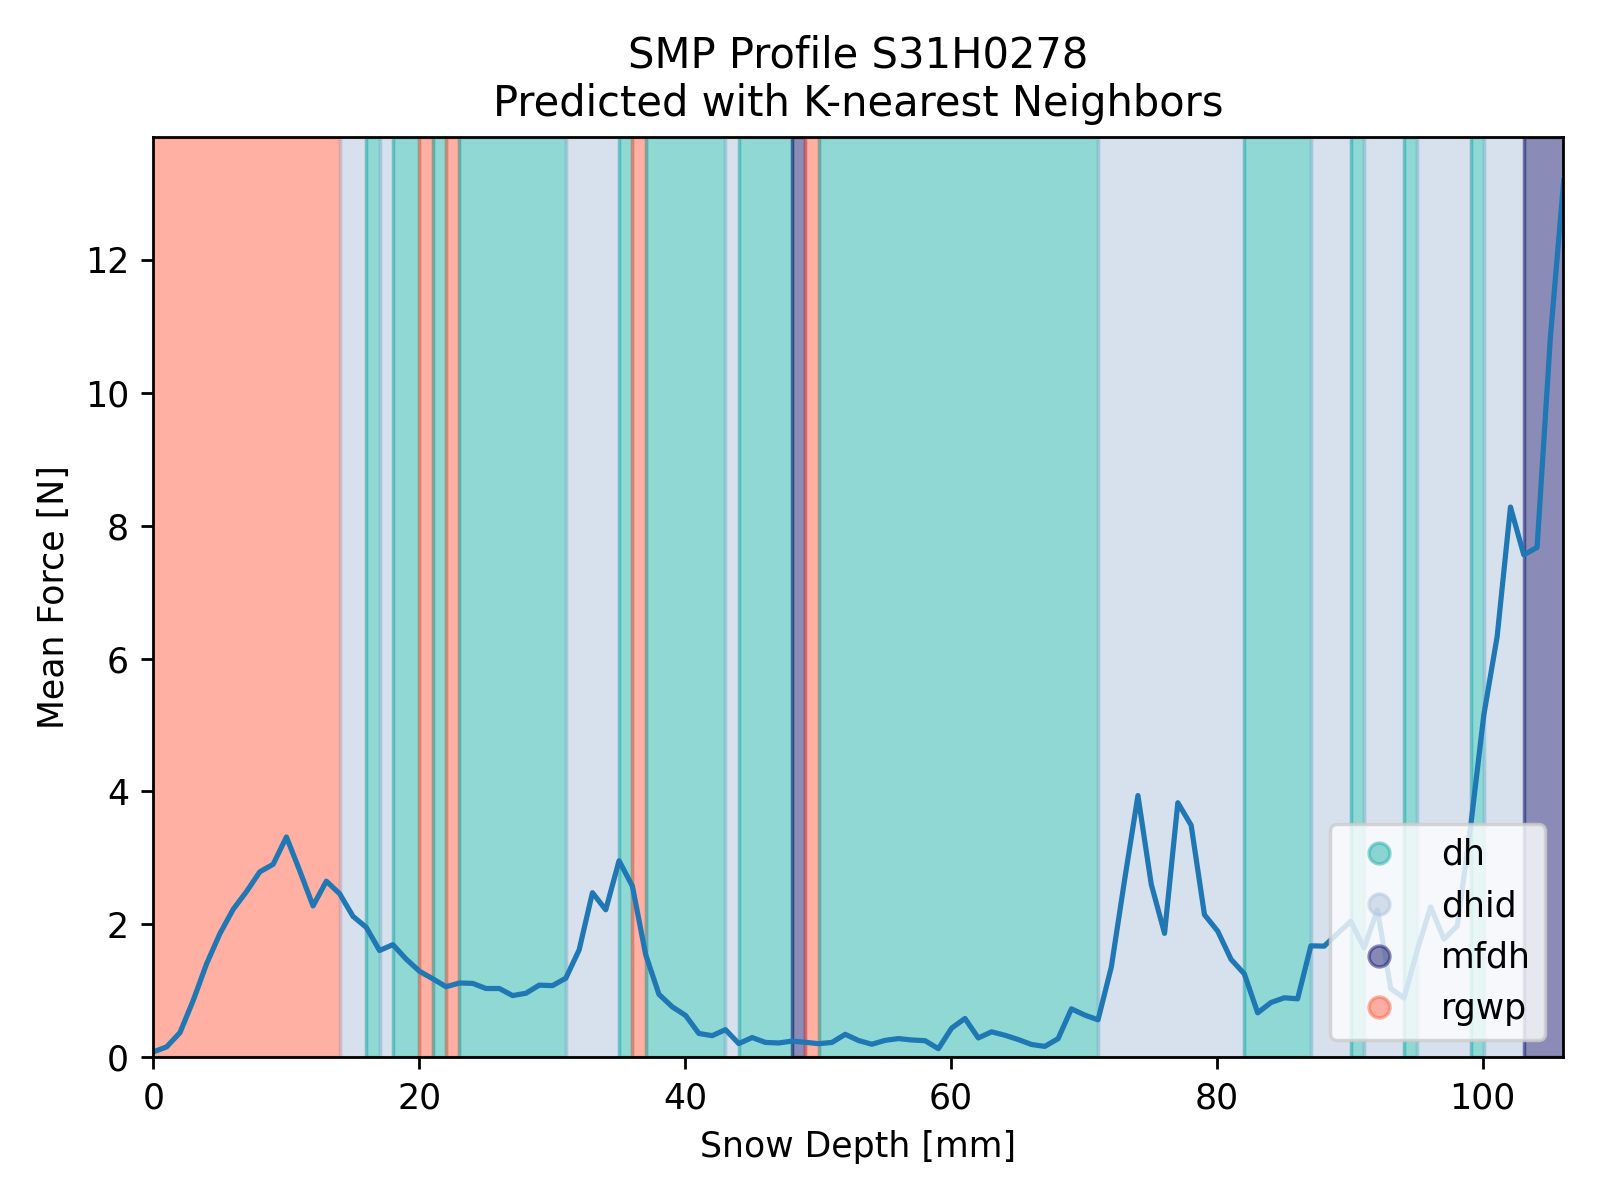 SMP Profile S31H0278
Predicted with K-nearest Neighbors
Mean Force [N]
12
10
8
6
4
2
0
dh
dhid
mfdh
rgwp
0 20 40 60 80 100
Snow Depth [mm]